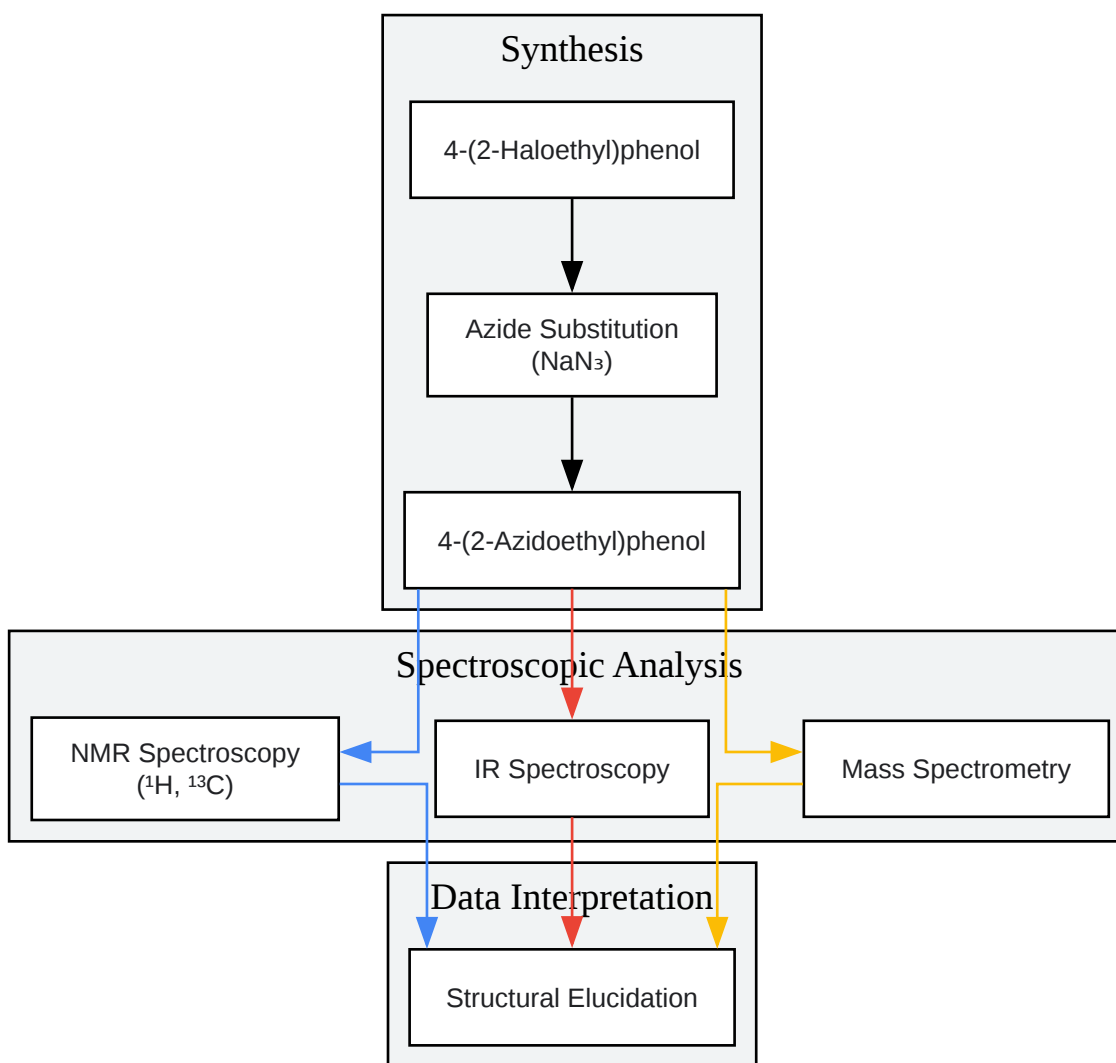 Synthesis
4-(2-Haloethyl)phenol
Azide Substitution
(NaN₃)
4-(2-Azidoethyl)phenol
Spectroscopic Analysis
NMR Spectroscopy
(¹H, ¹³C)
IR Spectroscopy
Mass Spectrometry
Data Interpretation
Structural Elucidation